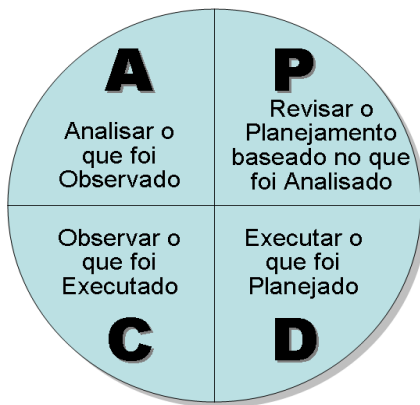 A
Analisar o
que foi
Observado
P
Revisar o
Planejamento
baseado no que
foi Analisado
Observar o
que foi
Executado
C
Executar o
que foi
Planejado
D